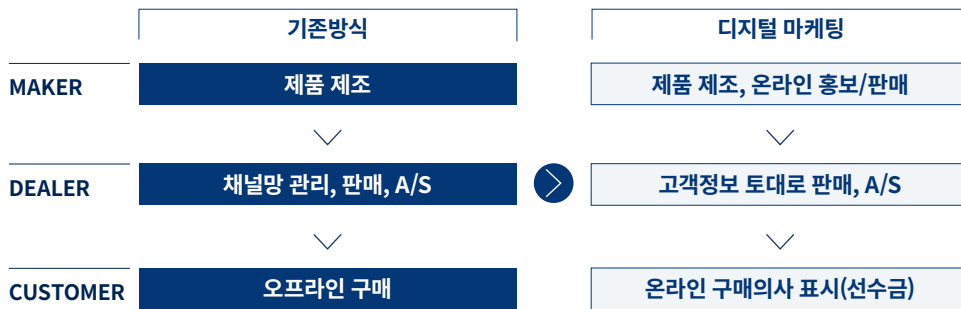 기존방식 디지털 마케팅
MAKER 제품 제조 제품 제조, 온라인 홍보/판매
DEALER 채널망 관리, 판매, A/S 고객정보 토대로 판매, A/S
CUSTOMER 오프라인 구매 온라인 구매의사 표시(선수금)